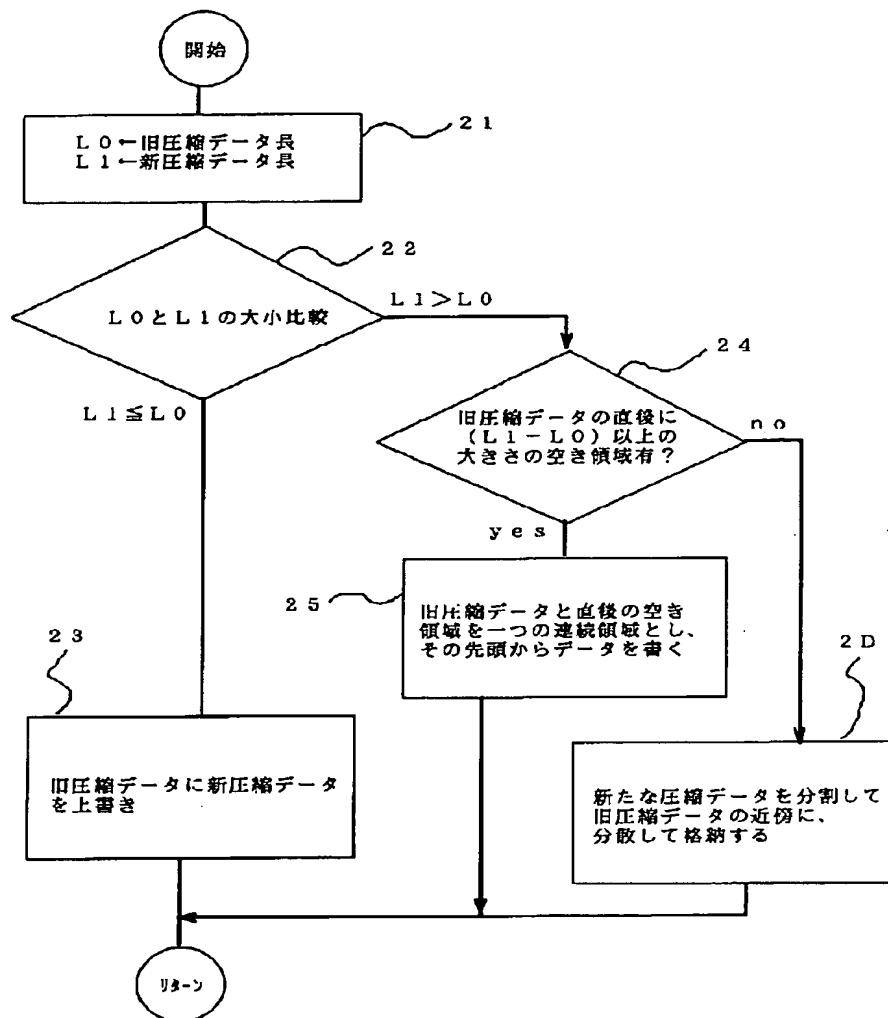 開始
21
L0←旧圧縮データ長
L1←新圧縮データ長
22
L0とL1の大小比較
L1>L0
L1≦L0
24
旧圧縮データの直後に
(L1-L0)以上の
大きさの空き領域有?
no
yes
25
旧圧縮データと直後の空き
領域を一つの連続領域とし、
その先頭からデータを書く
23
旧圧縮データに新圧縮データ
を上書き
2D
新たな圧縮データを分割して
旧圧縮データの近傍に、
分散して格納する
リターン